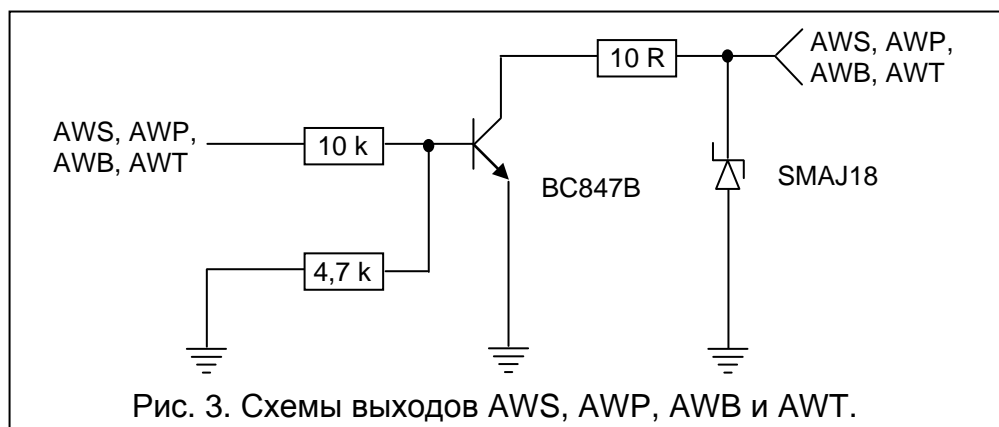 10 R
AWS, AWP,
AWB, AWT
AWS, AWP,
AWB, AWT
10 k
BC847B
SMAJ18
4,7 k
Рис. 3. Схемы выходов AWS, AWP, AWB и AWT.